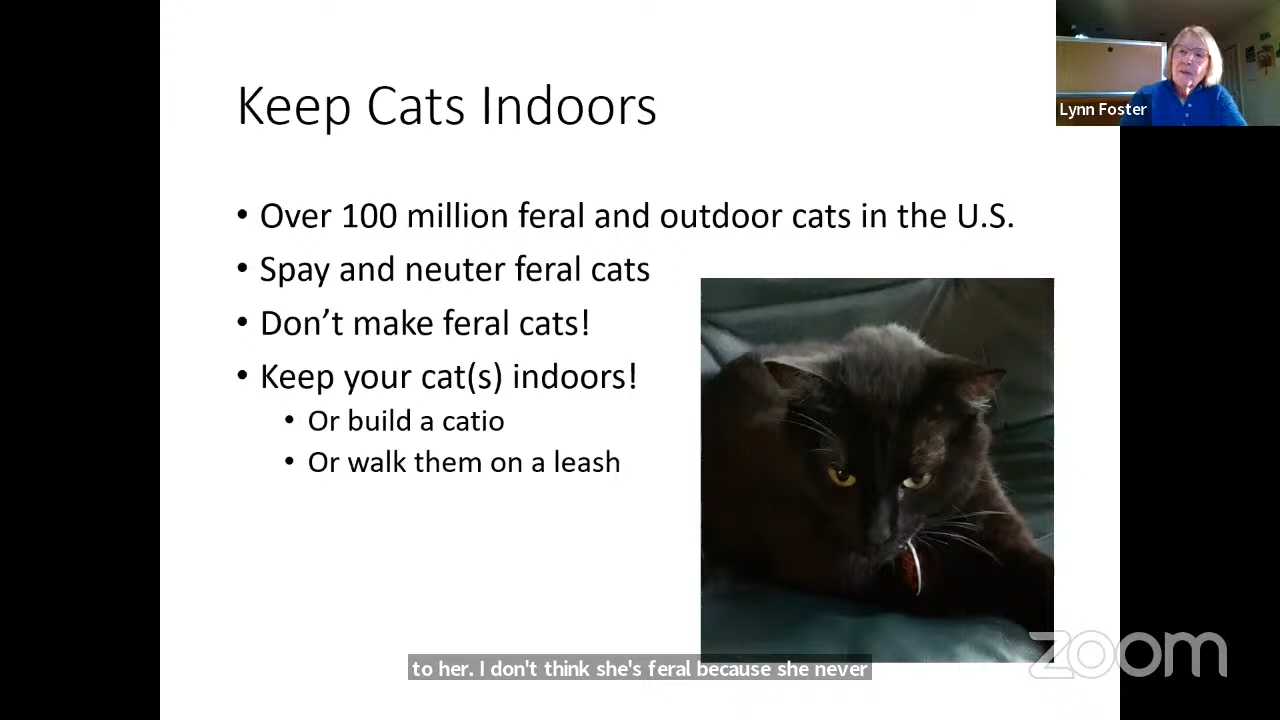 Keep Cats Indoors
Lynn Foster
• Over 100 million feral and outdoor cats in the U.S.
• Spay and neuter feral cats
• Don’t make feral cats!
• Keep your cat(s) indoors!
• Or build a catio
• Or walk them on a leash
zoom
to her. I don't think she's feral because she never